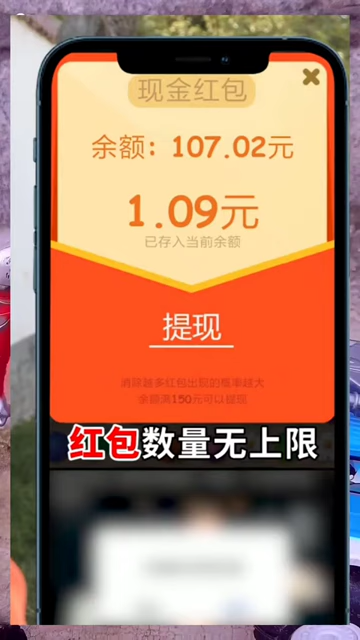 现金红包
余额: 107.02元
1.09元
已存入当前余额
提现
消除越多红包出现的概率越大
余额满150元可以提现
红包数量无上限